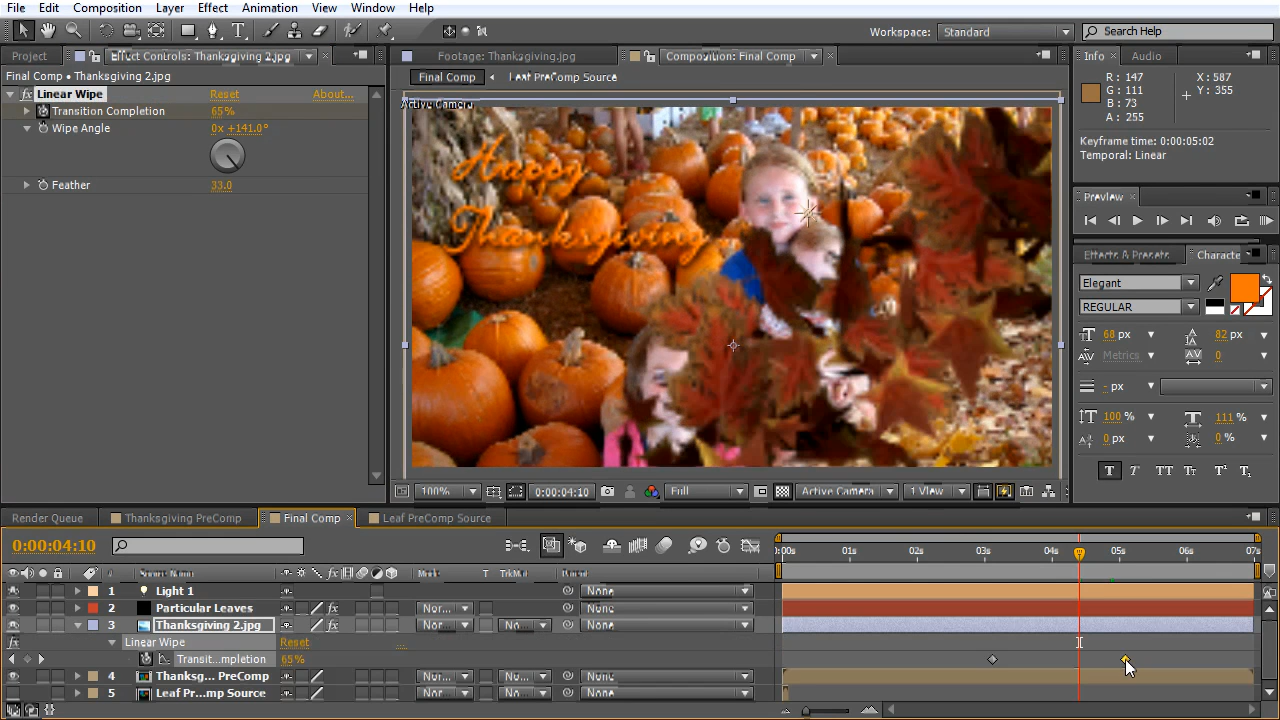 File Edit Composition Layer Effect Animation View Window Help
Workspace: Standard Search Help
Project Effect Controls: Thanksgiving 2.jpg
Footage: Thanksgiving.jpg Composition: Final Comp
Info Audio
Final Comp • Thanksgiving 2.jpg
Final Comp Leaf PreComp Source
Linear Wipe Reset About...
Transition Completion 65%
Wipe Angle 0x +141.0°
Feather 33.0
Active Camera
Happy
Thanksgiving...
R: 147 X: 587
G: 111 Y: 355
B: 73
A: 255
Keyframe time: 0:00:05:02
Temporal: Linear
Preview
Effects & Presets Characte
Elegant
REGULAR
68 px 82 px
Metrics 0
- px
100 % 111 %
0 px 0 %
T T TT Tr T¹ T₁
100% 0:00:04:10 Full Active Camera 1 View
Render Queue Thanksgiving PreComp Final Comp Leaf PreComp Source
0:00:04:10
0:00s 01s 02s 03s 04s 05s 06s 07s
# Source Name Mode T TrkMat Parent
1 Light 1 None
2 Particular Leaves Nor... None
3 Thanksgiving 2.jpg Nor... No... None
Linear Wipe Reset ...
Transit...mpletion 65%
4 Thanksg... PreComp Nor... No... None
5 Leaf Pr...mp Source Nor... No... None